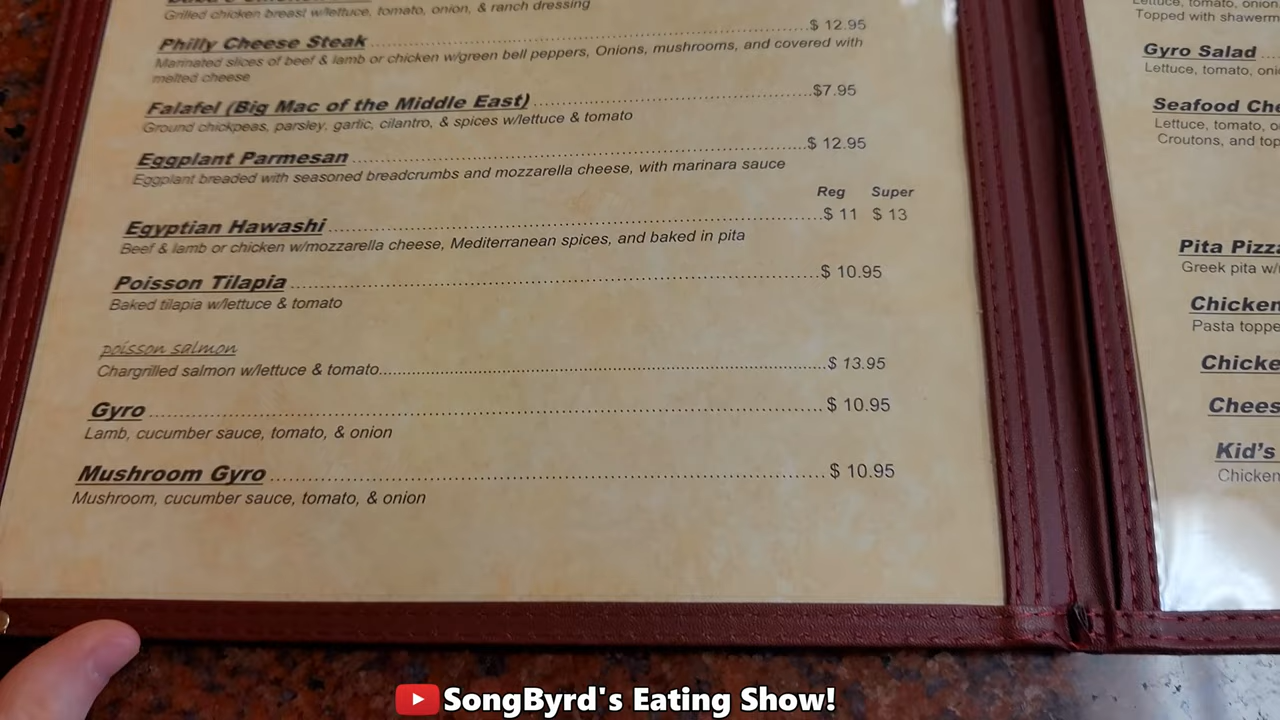 Grilled chicken breast w/lettuce, tomato, onion, & ranch dressing
Philly Cheese Steak $ 12.95
Marinated slices of beef & lamb or chicken w/green bell peppers, Onions, mushrooms, and covered with
melted cheese
Falafel (Big Mac of the Middle East) $7.95
Ground chickpeas, parsley, garlic, cilantro, & spices w/lettuce & tomato
Eggplant Parmesan $ 12.95
Eggplant breaded with seasoned breadcrumbs and mozzarella cheese, with marinara sauce
Reg Super
Egyptian Hawashi $ 11 $ 13
Beef & lamb or chicken w/mozzarella cheese, Mediterranean spices, and baked in pita
Poisson Tilapia $ 10.95
Baked tilapia w/lettuce & tomato
poisson salmon
Chargrilled salmon w/lettuce & tomato $ 13.95
Gyro $ 10.95
Lamb, cucumber sauce, tomato, & onion
Mushroom Gyro $ 10.95
Mushroom, cucumber sauce, tomato, & onion
Lettuce, tomato, onion
Topped with
Gyro Salad
Lettuce, tomato,
Seafood
Lettuce, tomato,
Croutons, and
Pita
Greek pita
Chicken
Pasta
Kid's
Chicken
SongByrd's Eating Show!